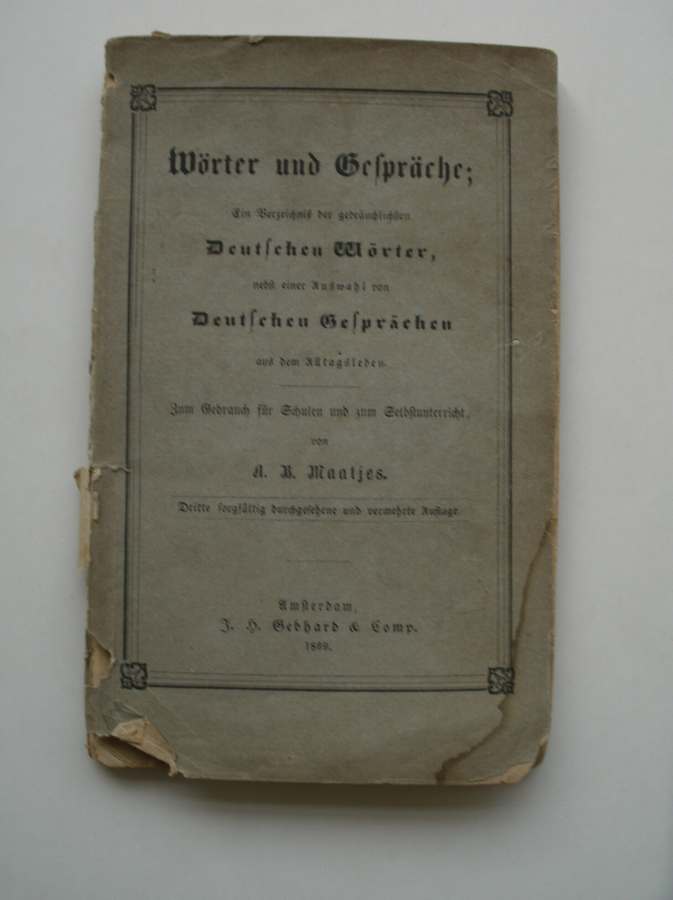 Wörter und Geſpräche;
Ein Verzeichniß der gebräuchlichſten
Deutſchen Wörter,
nebſt einer Auswahl von
Deutſchen Geſprächen
aus dem Alltagsleben.
Zum Gebrauch für Schulen und zum Selbſtunterricht,
von
A. B. Maatjes.
Dritte ſorgfältig durchgeſehene und vermehrte Auflage.
Amſterdam,
J. H. Gebhard & Comp.
1869.